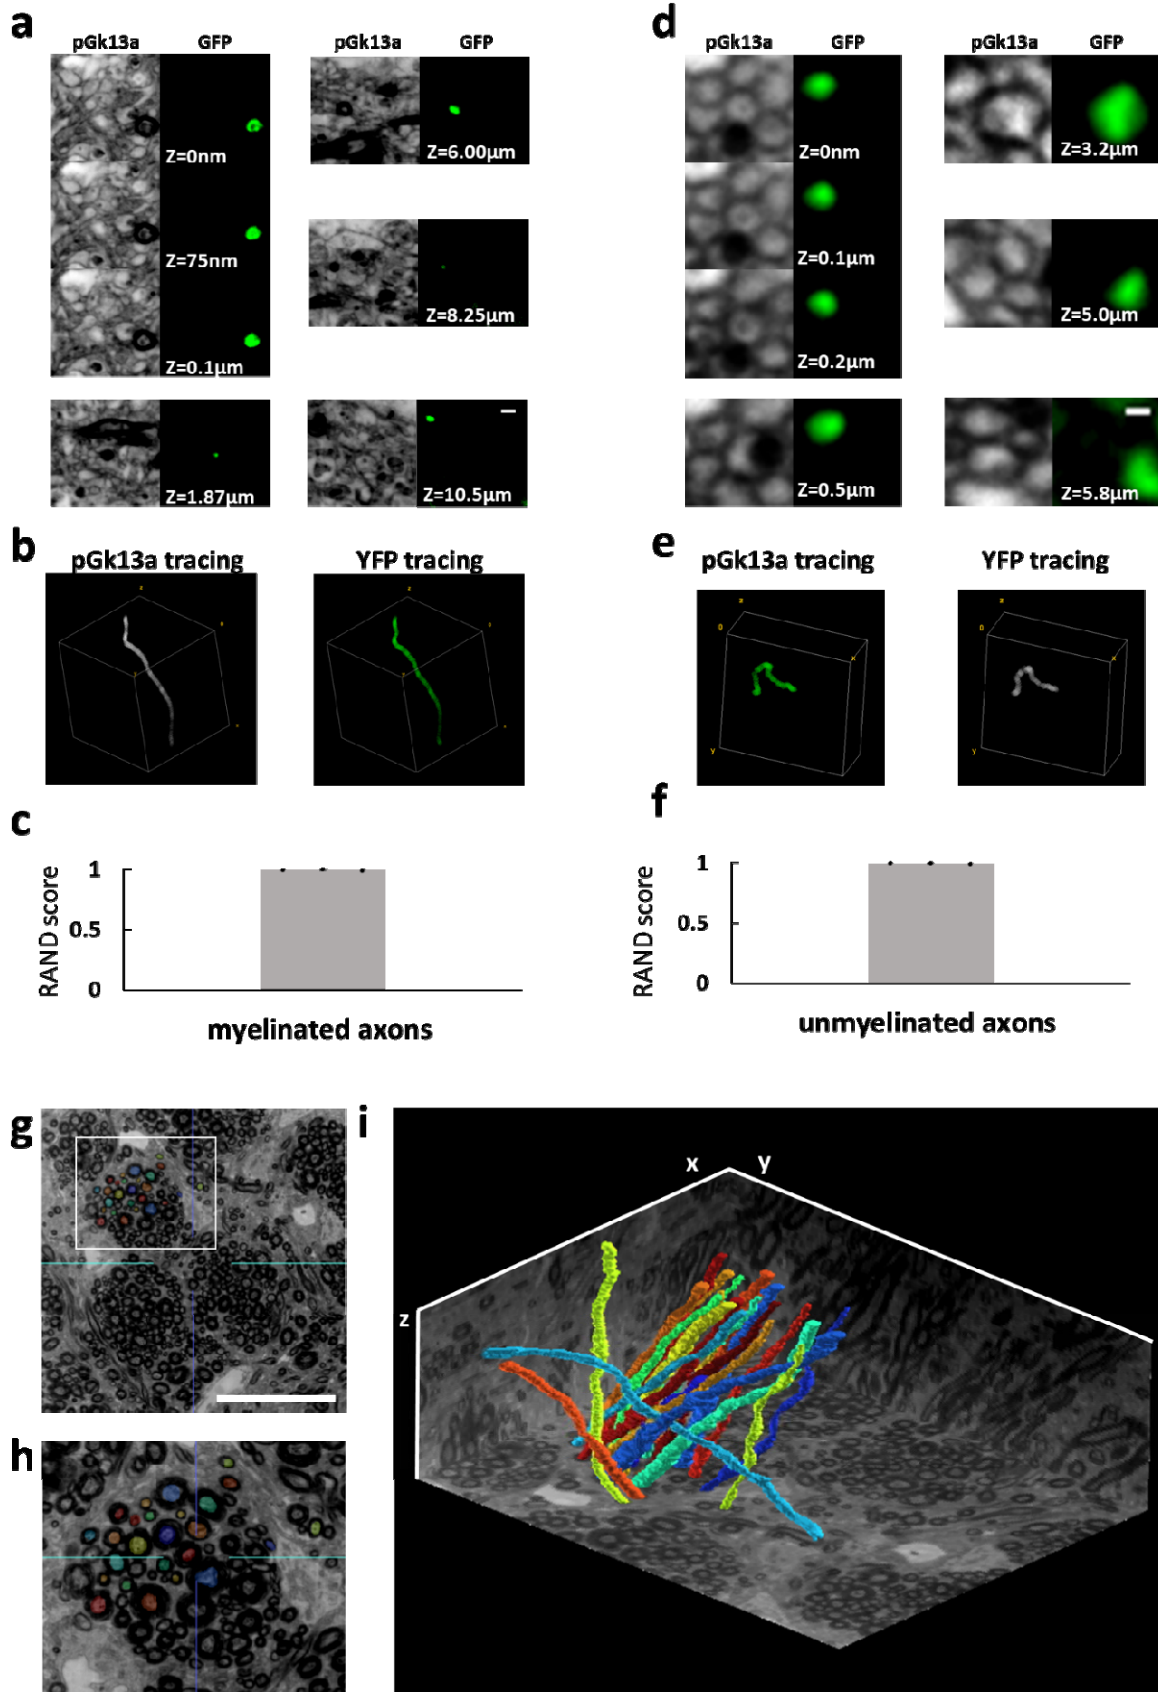 a
pGk13a GFP
Z=0nm
Z=75nm
Z=0.1µm
Z=1.87µm
pGk13a GFP
Z=6.00µm
Z=8.25µm
Z=10.5µm
d
pGk13a GFP
Z=0nm
Z=0.1µm
Z=0.2µm
Z=0.5µm
pGk13a GFP
Z=3.2µm
Z=5.0µm
Z=5.8µm
b
pGk13a tracing
z
YFP tracing
z
e
pGk13a tracing
0
x
y
YFP tracing
0
x
y
c
RAND score
1
0.5
0
myelinated axons
f
RAND score
1
0.5
0
unmyelinated axons
g
h
i
x y
z